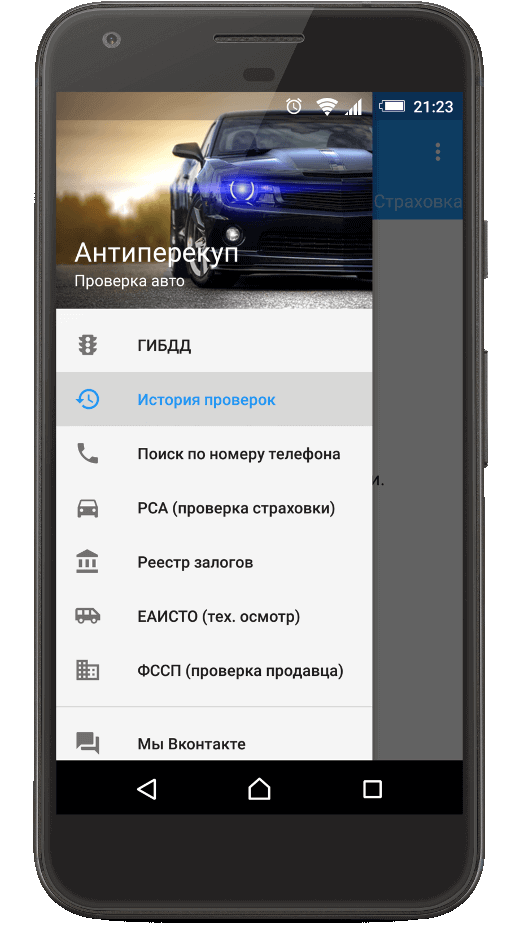 21:23
Страховка
Антиперекуп
Проверка авто
ГИБДД
История проверок
Поиск по номеру телефона
и.
РСА (проверка страховки)
Реестр залогов
ЕАИСТО (тех. осмотр)
ФССП (проверка продавца)
Мы Вконтакте